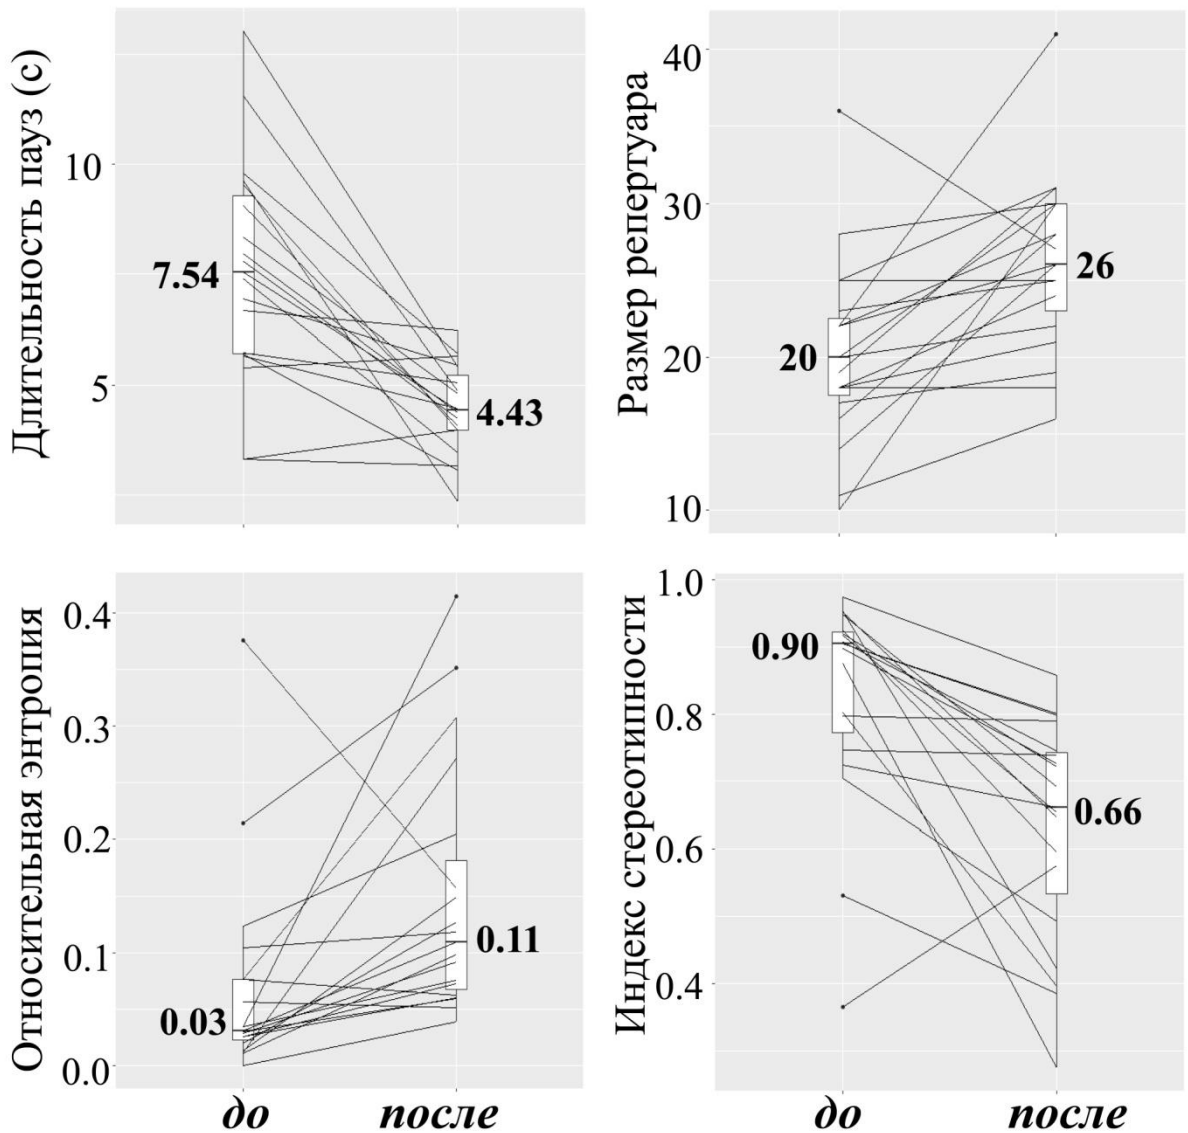 Длительность пауз (с)
10
7.54
5
4.43
Размер репертуара
40
30
26
20
20
10
Относительная энтропия
0.4
0.3
0.2
0.11
0.1
0.03
0.0
до
после
Индекс стереотипности
1.0
0.90
0.8
0.66
0.6
0.4
до
после